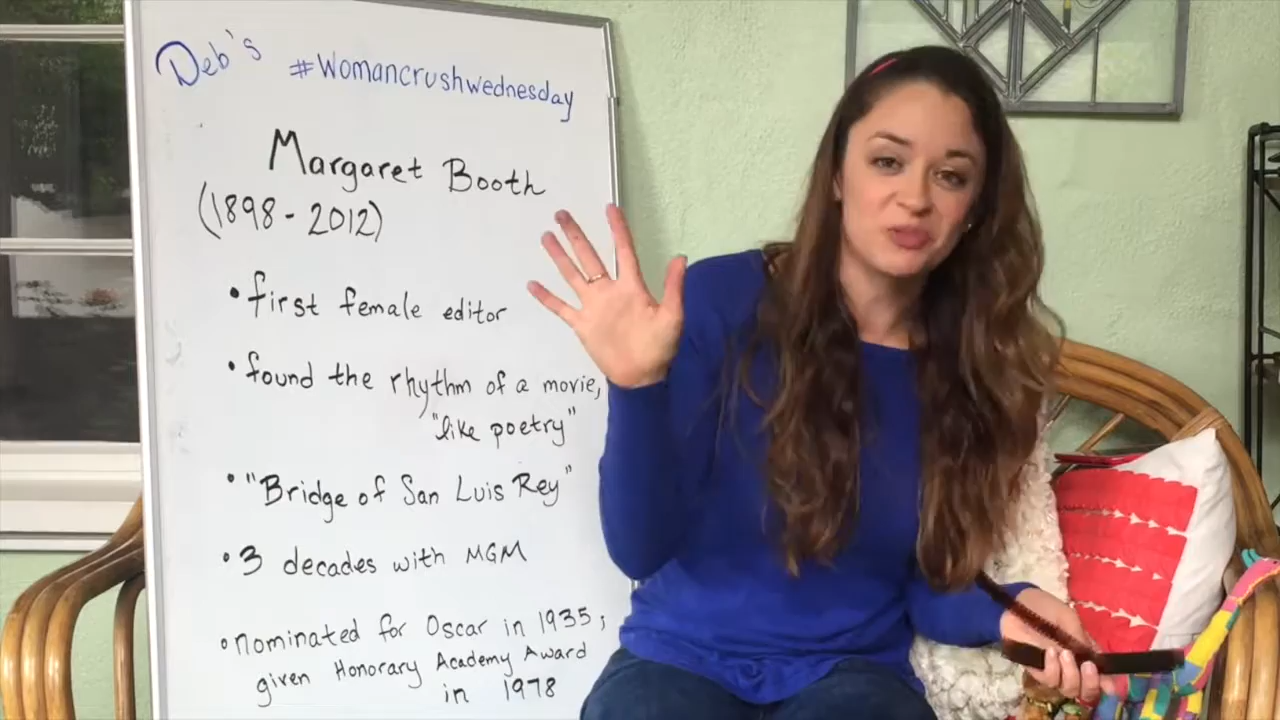 Deb's #Womancrushwednesday
Margaret Booth
(1898-2012)
• first female editor
• found the rhythm of a movie,
"like poetry"
• "Bridge of San Luis Rey"
• 3 decades with MGM
• nominated for Oscar in 1935;
given Honorary Academy Award
in 1978